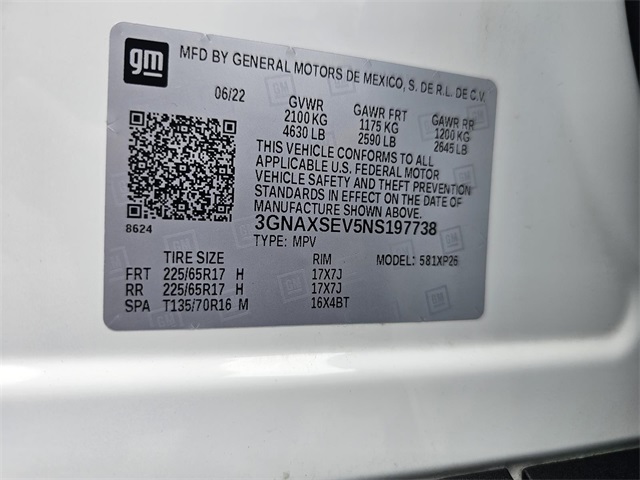 gm
MFD BY GENERAL MOTORS DE MEXICO, S. DE R.L. DE C.V.
06/22 GVWR GAWR FRT GAWR RR
2100 KG 1175 KG 1200 KG
4630 LB 2590 LB 2645 LB
THIS VEHICLE CONFORMS TO ALL
APPLICABLE U.S. FEDERAL MOTOR
VEHICLE SAFETY AND THEFT PREVENTION
STANDARDS IN EFFECT ON THE DATE OF
MANUFACTURE SHOWN ABOVE.
8624 3GNAXSEV5NS197738
TYPE: MPV
TIRE SIZE RIM MODEL: 581XP26
FRT 225/65R17 H 17X7J
RR 225/65R17 H 17X7J
SPA T135/70R16 M 16X4BT